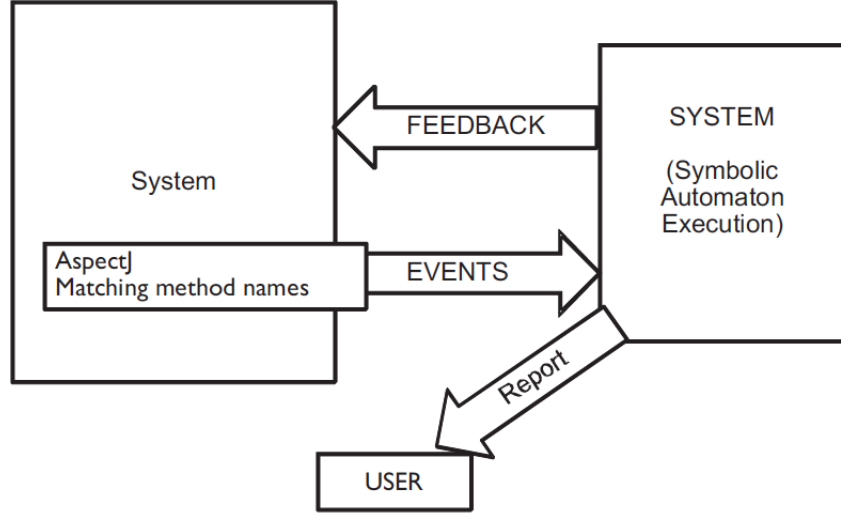 FEEDBACK
SYSTEM
(Symbolic
Automaton
Execution)
System
AspectJ
Matching method names
EVENTS
Report
USER